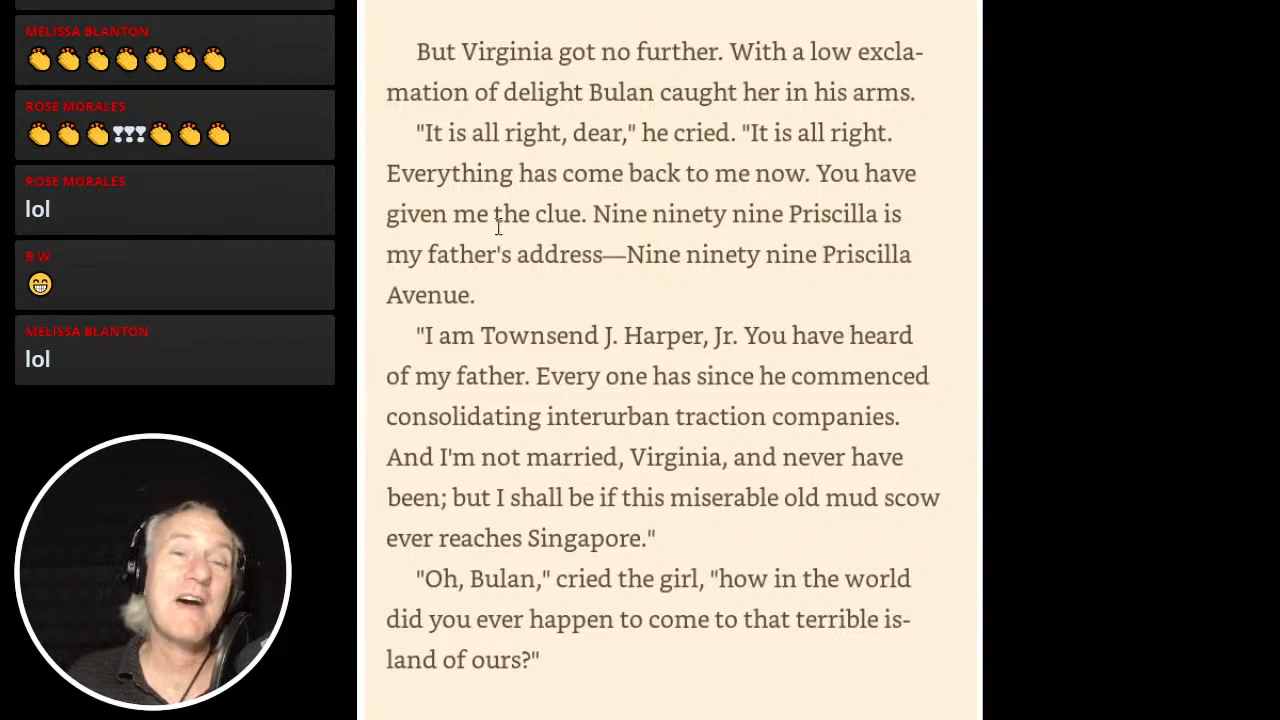 MELISSA BLANTON
👏👏👏👏👏👏👏
ROSE MORALES
👏👏👏❣❣❣👏👏👏
ROSE MORALES
lol
B W
😁
MELISSA BLANTON
lol
But Virginia got no further. With a low excla-
mation of delight Bulan caught her in his arms.
"It is all right, dear," he cried. "It is all right.
Everything has come back to me now. You have
given me the clue. Nine ninety nine Priscilla is
my father's address—Nine ninety nine Priscilla
Avenue.
"I am Townsend J. Harper, Jr. You have heard
of my father. Every one has since he commenced
consolidating interurban traction companies.
And I'm not married, Virginia, and never have
been; but I shall be if this miserable old mud scow
ever reaches Singapore."
"Oh, Bulan," cried the girl, "how in the world
did you ever happen to come to that terrible is-
land of ours?"